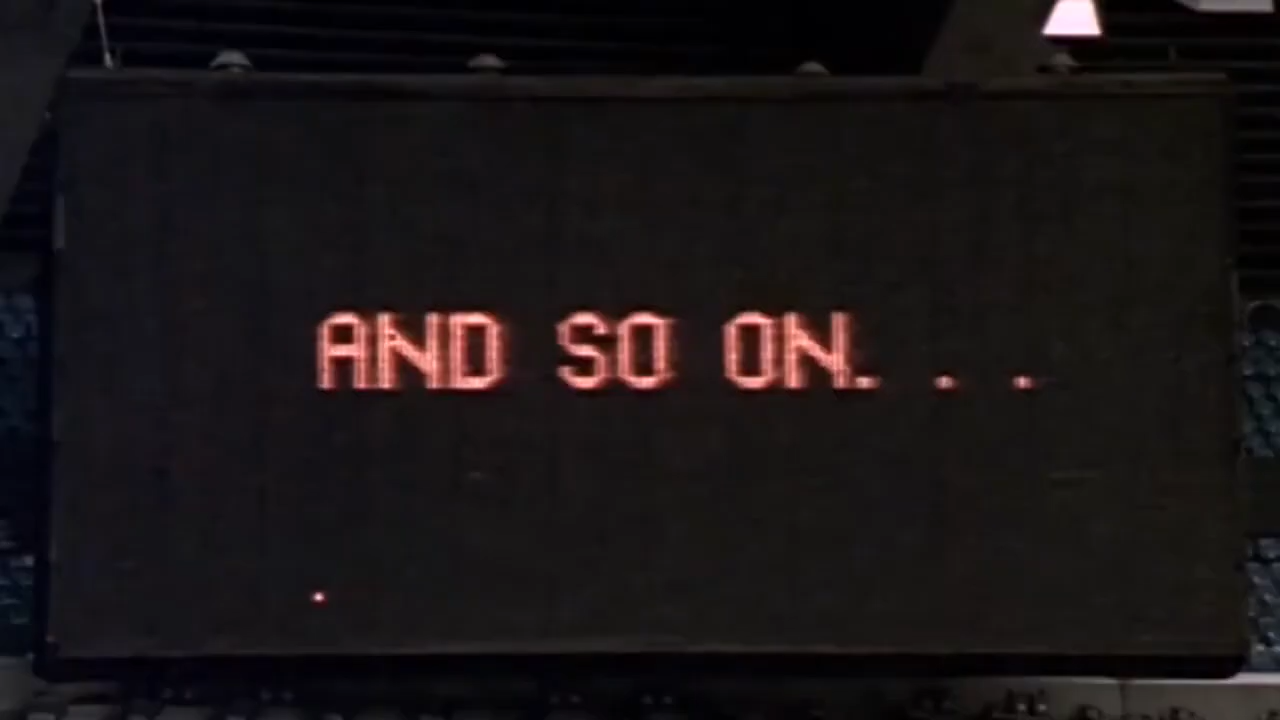 AND SO ON. . .